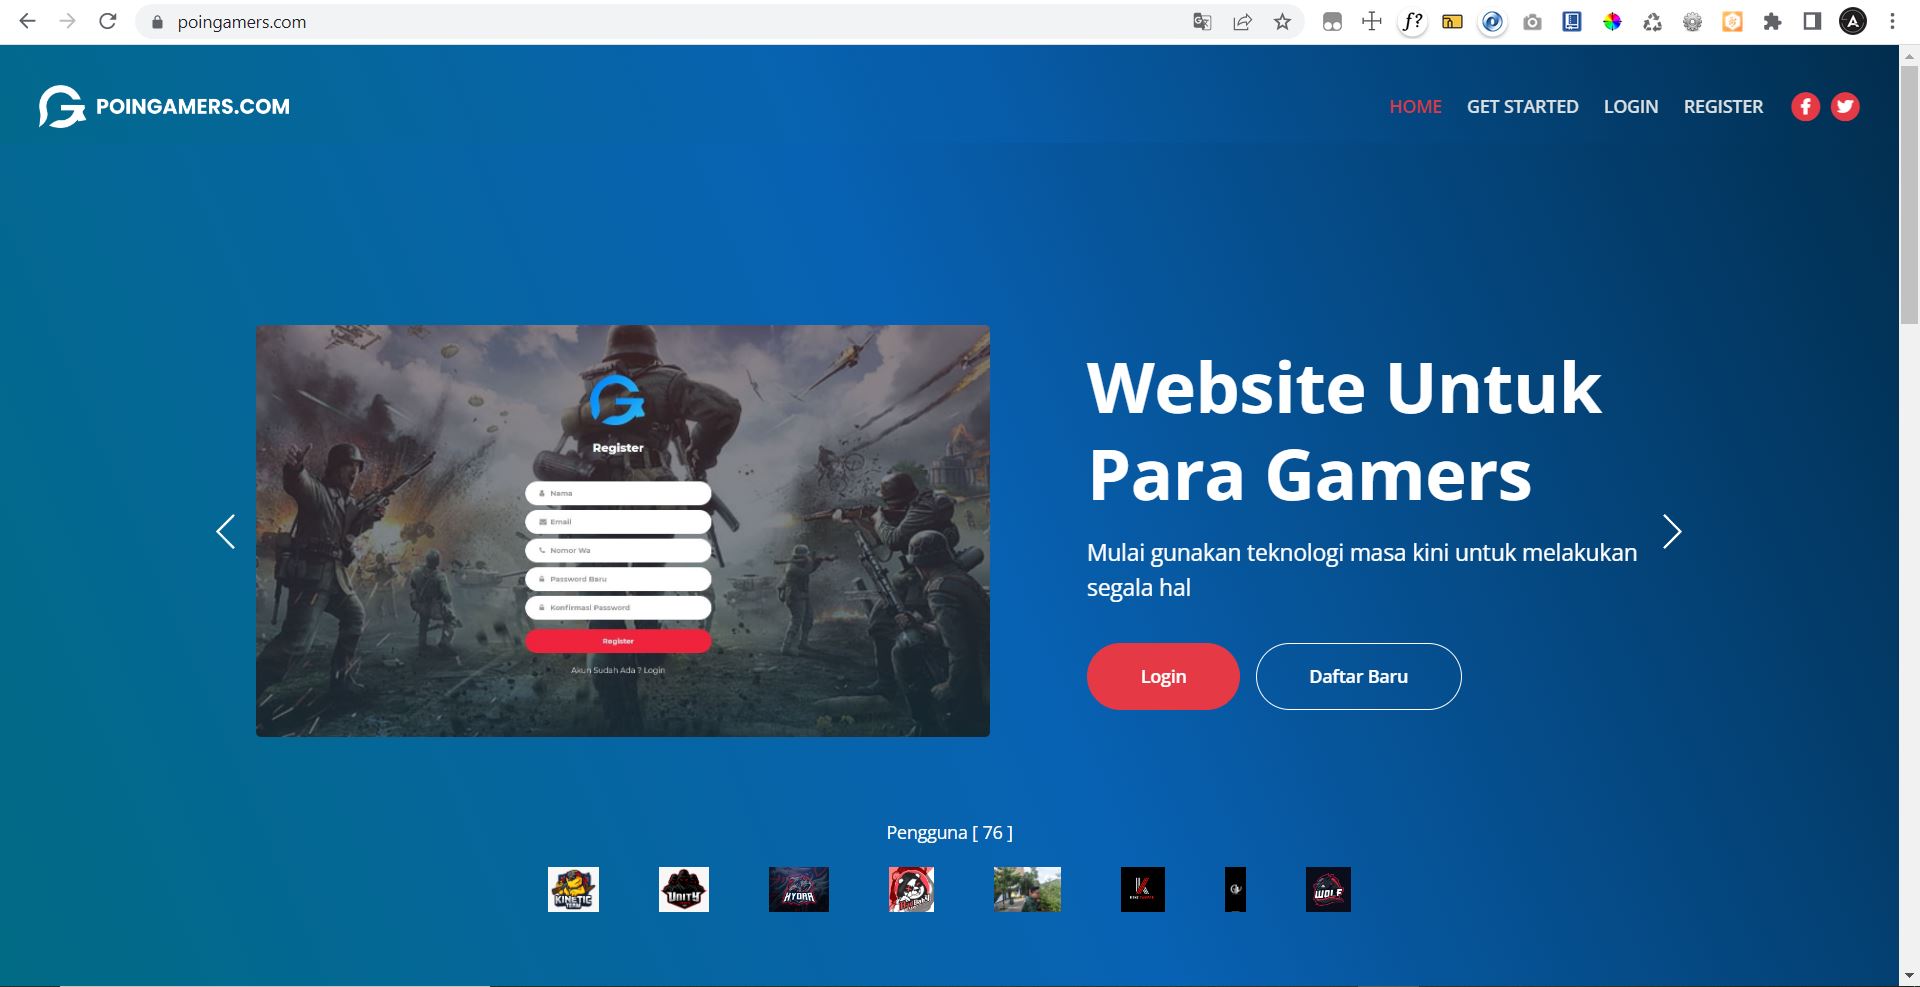 poingamers.com
f?
A
POINGAMERS.COM
HOME
GET STARTED
LOGIN
REGISTER
Register
Nama
Email
Nomor Wa
Password Baru
Konfirmasi Password
Register
Akun Sudah Ada ? Login
Website Untuk
Para Gamers
Mulai gunakan teknologi masa kini untuk melakukan
segala hal
Login
Daftar Baru
Pengguna [ 76 ]
KINETIC
TEAM
UNITY
HYDRA
K
WOLF